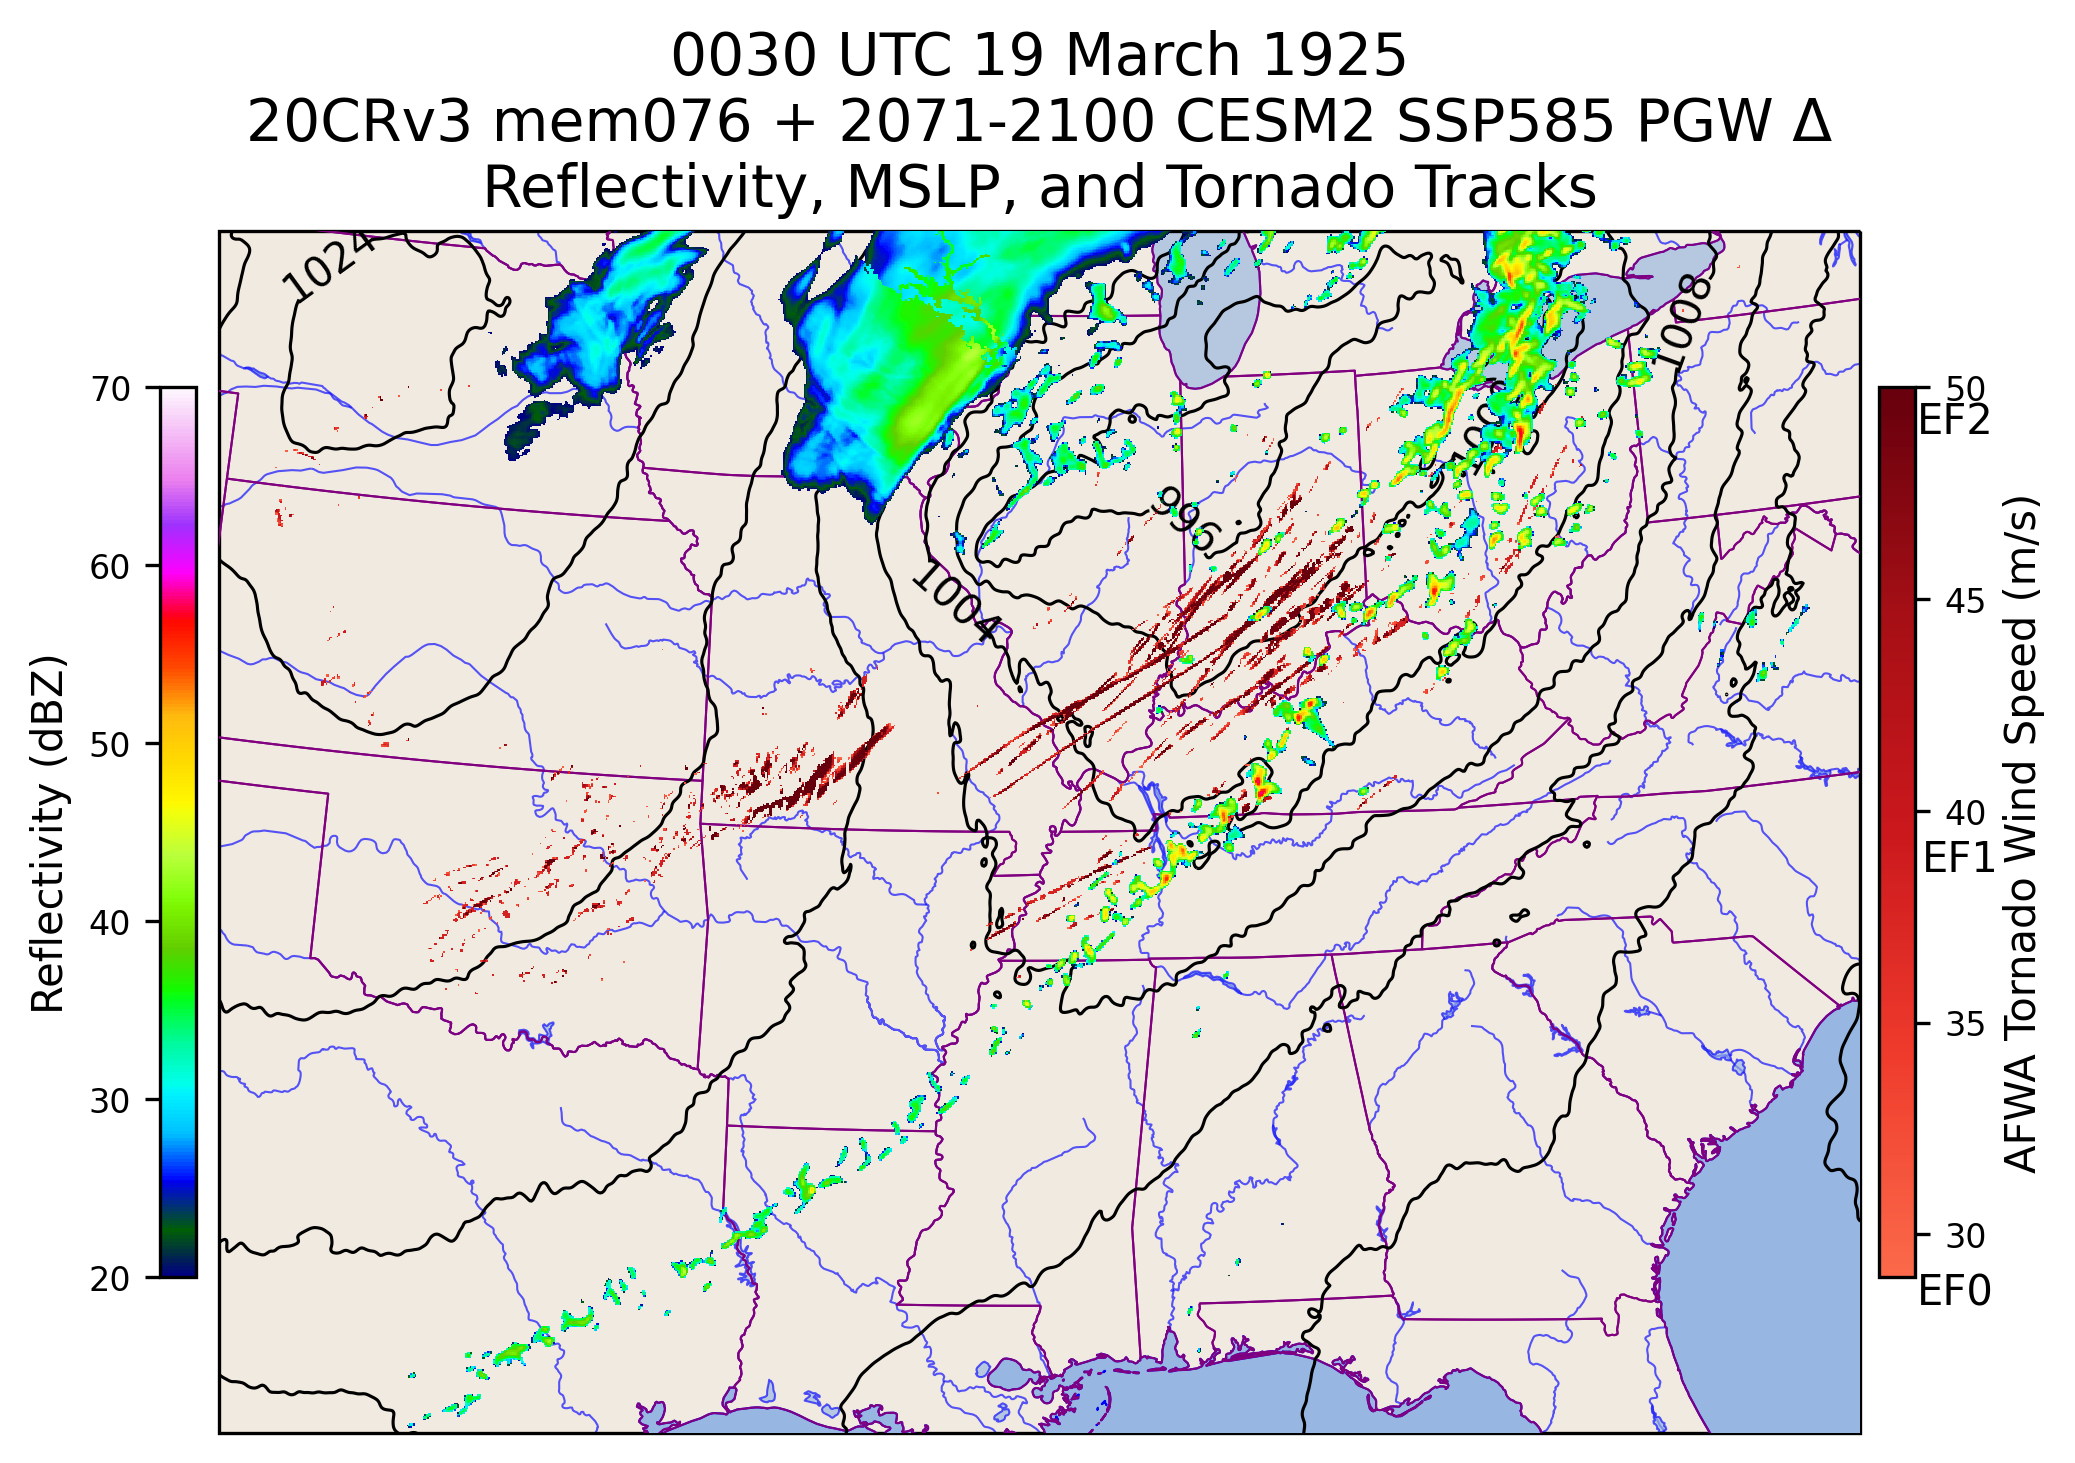 0030 UTC 19 March 1925
20CRv3 mem076 + 2071-2100 CESM2 SSP585 PGW Δ
Reflectivity, MSLP, and Tornado Tracks
1024
1008
995
1004
70
60
50
40
30
20
Reflectivity (dBZ)
50
EF2
45
40
EF1
35
30
EF0
AFWA Tornado Wind Speed (m/s)